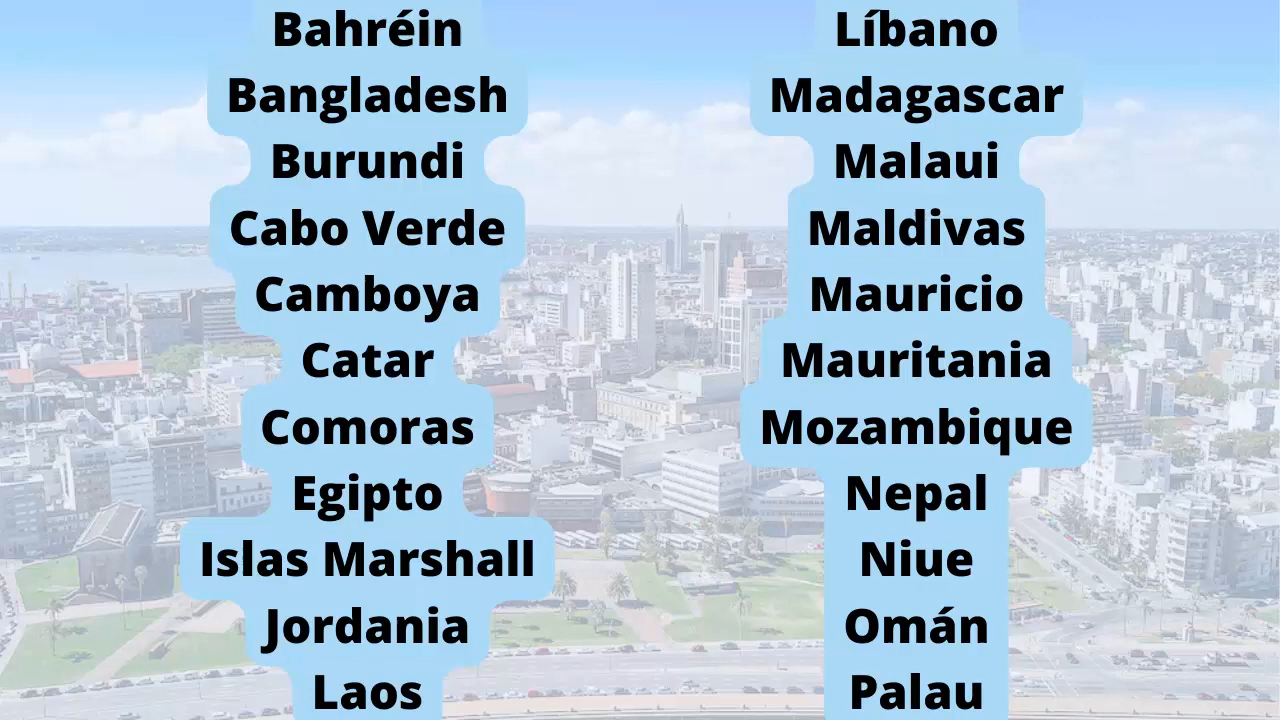 Bahréin
Bangladesh
Burundi
Cabo Verde
Camboya
Catar
Comoras
Egipto
Islas Marshall
Jordania
Laos
Líbano
Madagascar
Malaui
Maldivas
Mauricio
Mauritania
Mozambique
Nepal
Niue
Omán
Palau